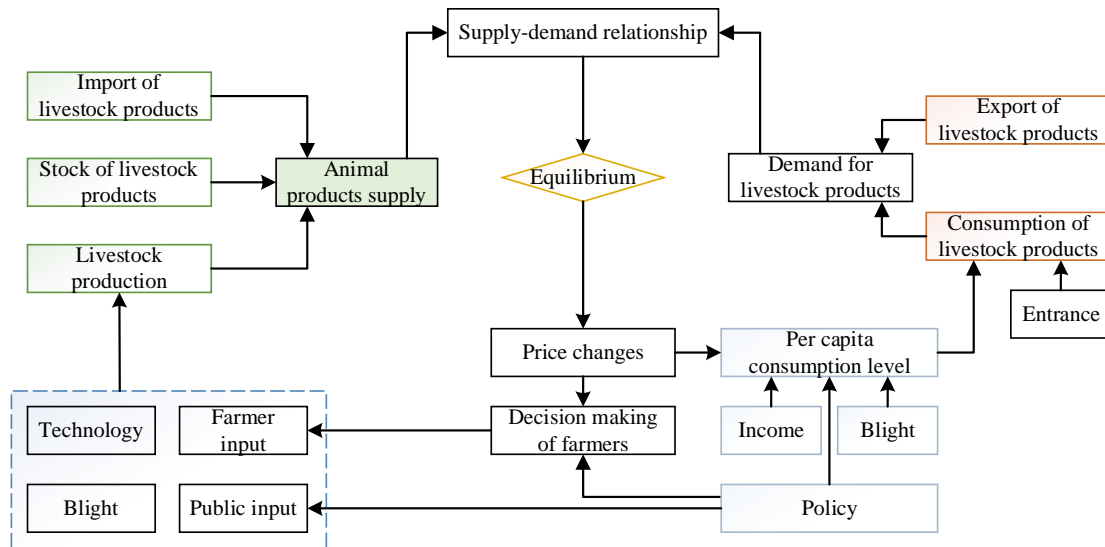 Supply-demand relationship
Import of
livestock products
Export of
livestock products
Stock of livestock
products
Animal
products supply
Equilibrium
Demand for
livestock products
Livestock
production
Consumption of
livestock products
Entrance
Price changes
Per capita
consumption level
Technology
Farmer
input
Decision making
of farmers
Income
Blight
Blight
Public input
Policy